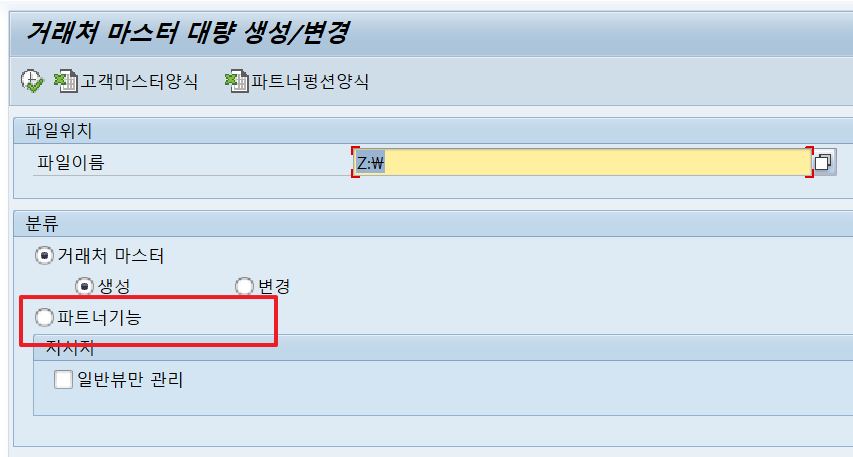 거래처 마스터 대량 생성/변경
고객마스터양식 파트너펑션양식
파일위치
파일이름 Z:₩
분류
거래처 마스터
생성 변경
파트너기능
지시자
일반뷰만 관리